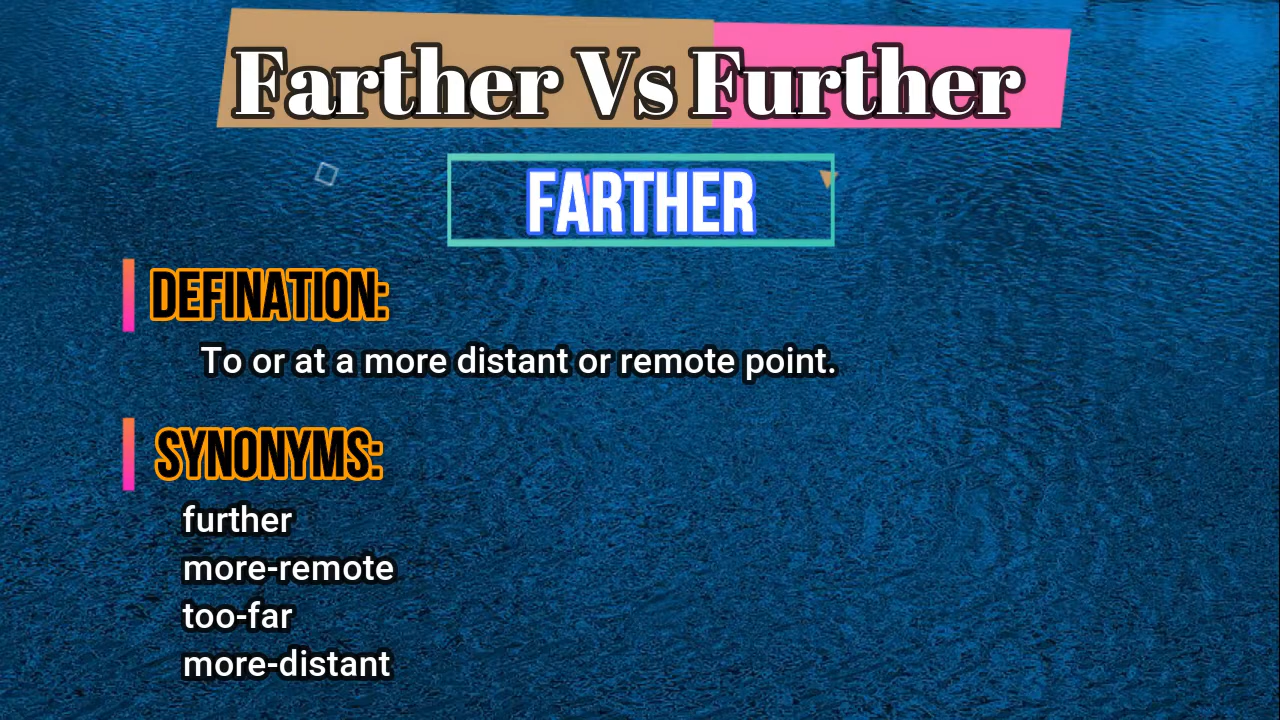 Farther Vs Further
FARTHER
DEFINATION:
To or at a more distant or remote point.
SYNONYMS:
further
more-remote
too-far
more-distant